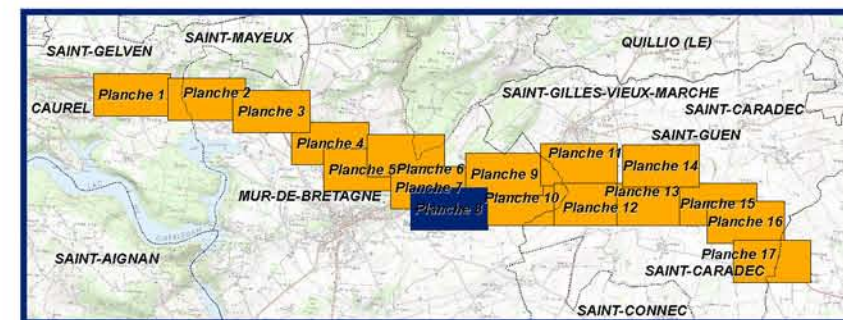 SAINT-MAYEUX
SAINT-GELVEN
QUILLIO (LE)
CAUREL
Planche 1
Planche 2
Planche 3
SAINT-GILLES-VIEUX-MARCHE
SAINT-CARADEC
SAINT-GUEN
Planche 4
Planche 5
Planche 6
Planche 7
Planche 8
Planche 9
Planche 10
Planche 11
Planche 12
Planche 13
Planche 14
Planche 15
Planche 16
Planche 17
MUR-DE-BRETAGNE
SAINT-AIGNAN
SAINT-CARADEC
SAINT-CONNEC